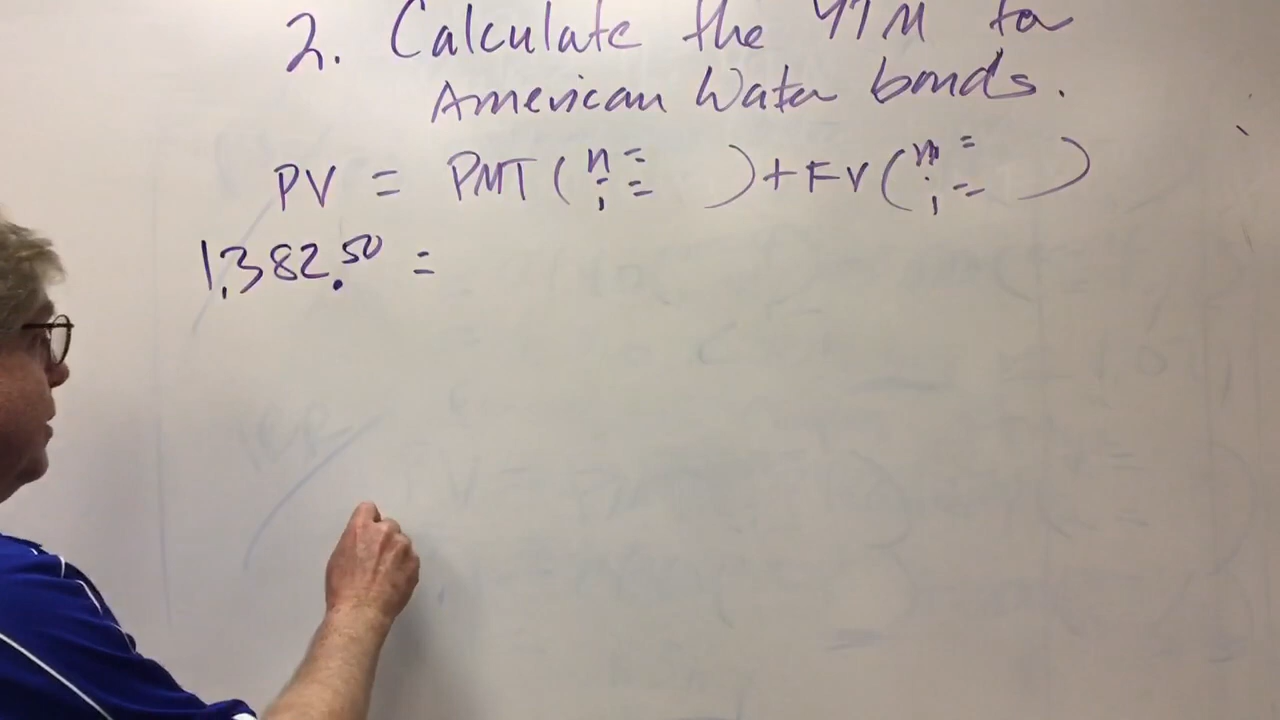 2. Calculate the YTM for
American Water bonds.
PV = PMT (n = ) + FV (n =
i = i = )
1,382.50 =